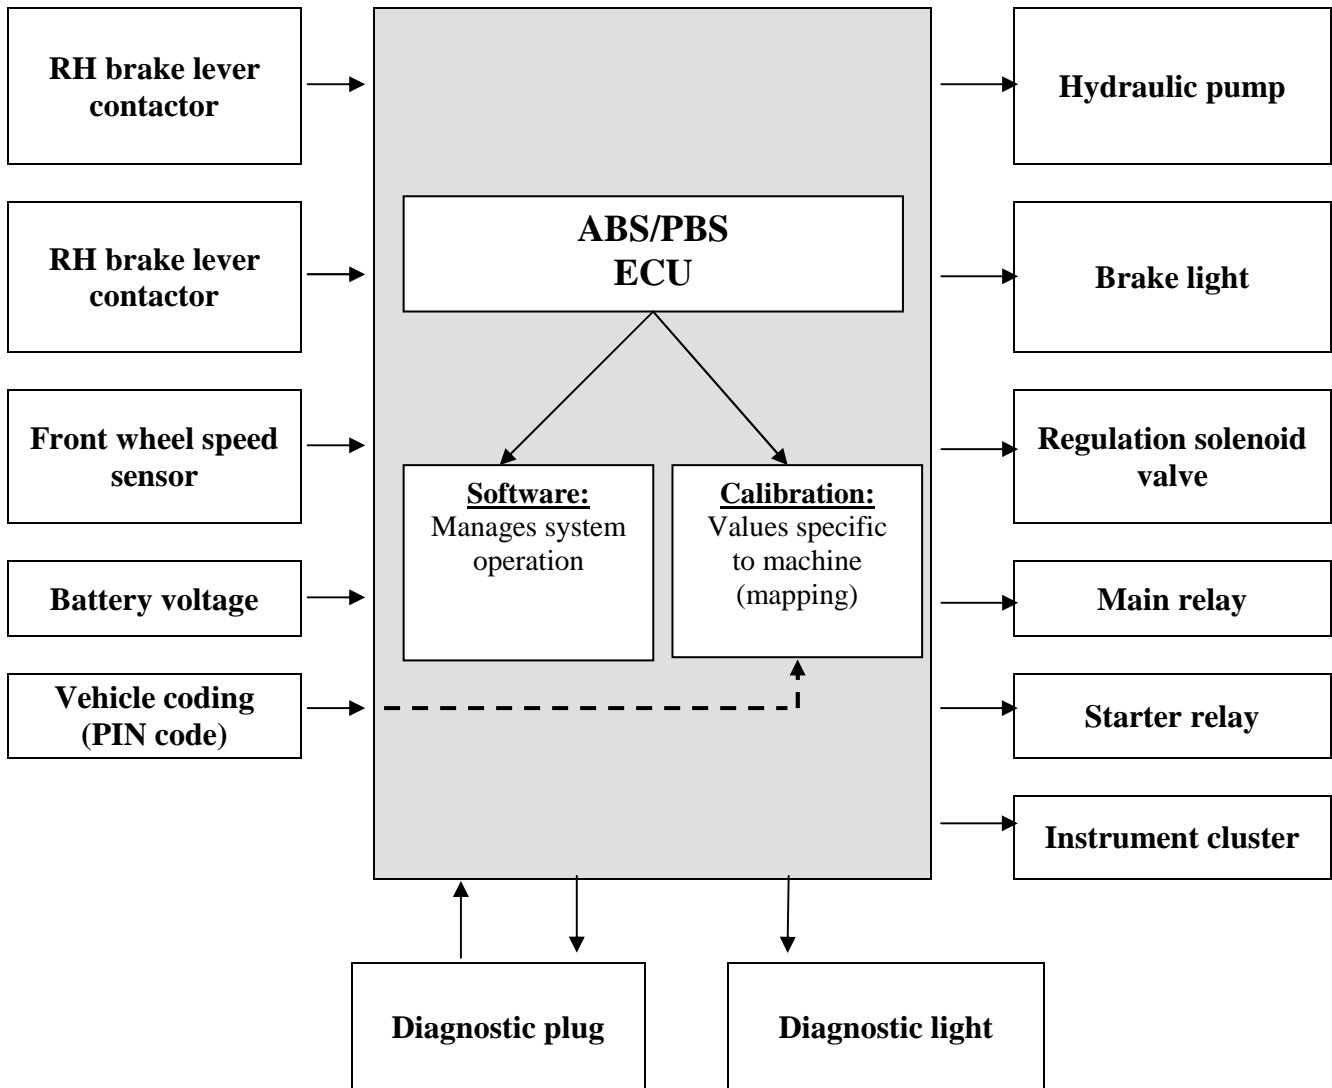 RH brake lever
contactor
RH brake lever
contactor
Front wheel speed
sensor
Battery voltage
Vehicle coding
(PIN code)
ABS/PBS
ECU
Software:
Manages system
operation
Calibration:
Values specific
to machine
(mapping)
Hydraulic pump
Brake light
Regulation solenoid
valve
Main relay
Starter relay
Instrument cluster
Diagnostic plug
Diagnostic light